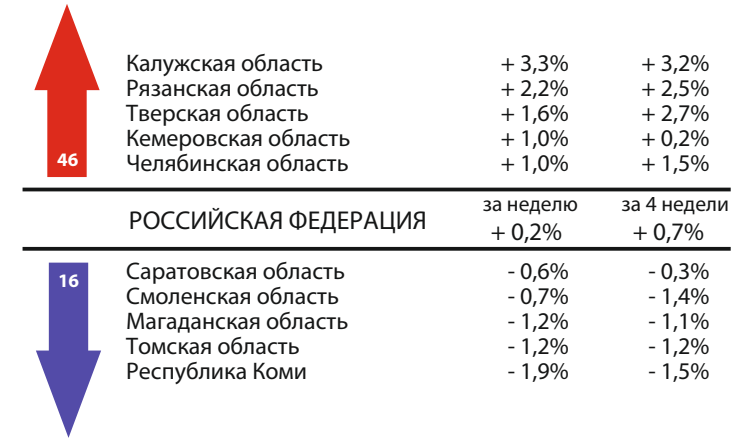 Калужская область + 3,3% + 3,2%
Рязанская область + 2,2% + 2,5%
Тверская область + 1,6% + 2,7%
Кемеровская область + 1,0% + 0,2%
46 Челябинская область + 1,0% + 1,5%
за неделю за 4 недели
РОССИЙСКАЯ ФЕДЕРАЦИЯ + 0,2% + 0,7%
Саратовская область - 0,6% - 0,3%
16 Смоленская область - 0,7% - 1,4%
Магаданская область - 1,2% - 1,1%
Томская область - 1,2% - 1,2%
Республика Коми - 1,9% - 1,5%